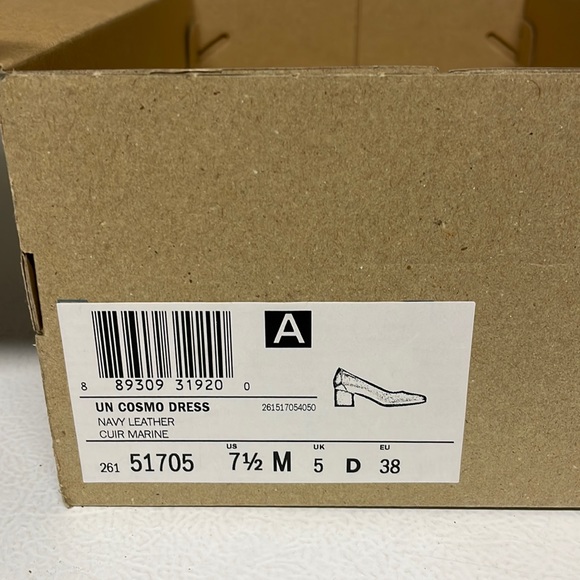 A
8 89309 31920 0
UN COSMO DRESS 261517054050
NAVY LEATHER
CUIR MARINE
US UK EU
261 51705 7½ M 5 D 38